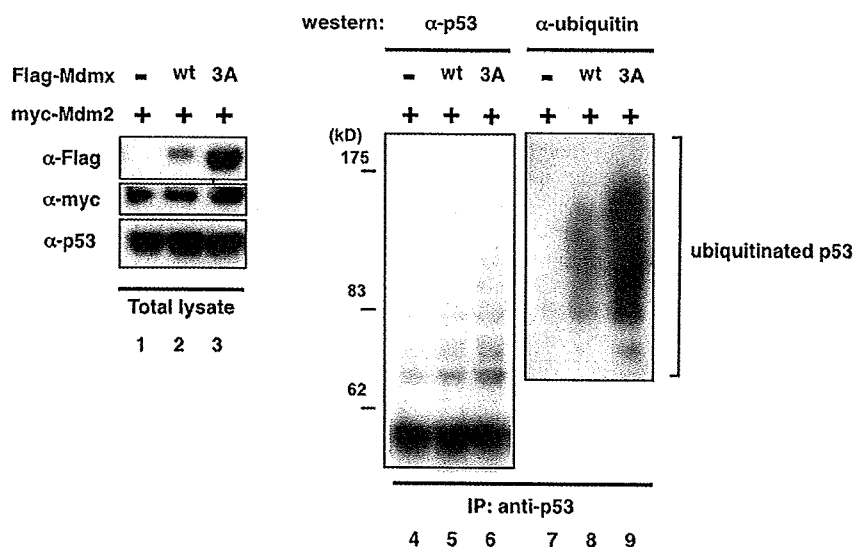 western: α-p53 α-ubiquitin
Flag-Mdmx - wt 3A
myc-Mdm2 + + +
α-Flag
α-myc
α-p53
Total lysate
1 2 3
- wt 3A - wt 3A
+ + + + + +
(kD)
175
83
62
ubiquitinated p53
IP: anti-p53
4 5 6 7 8 9